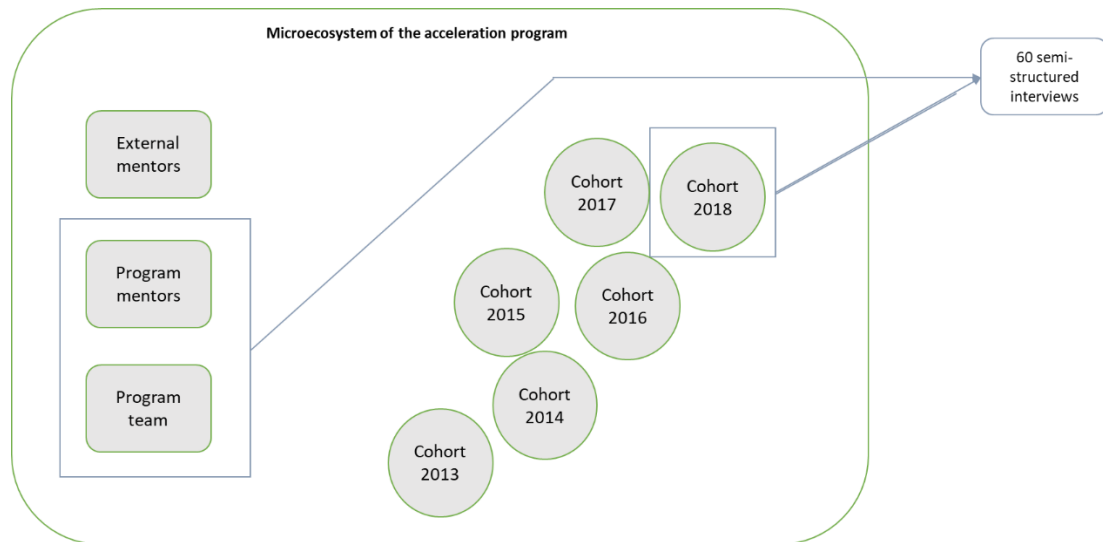 Microecosystem of the acceleration program
60 semi-
structured
interviews
External
mentors
Program
mentors
Program
team
Cohort
2017
Cohort
2018
Cohort
2015
Cohort
2016
Cohort
2014
Cohort
2013